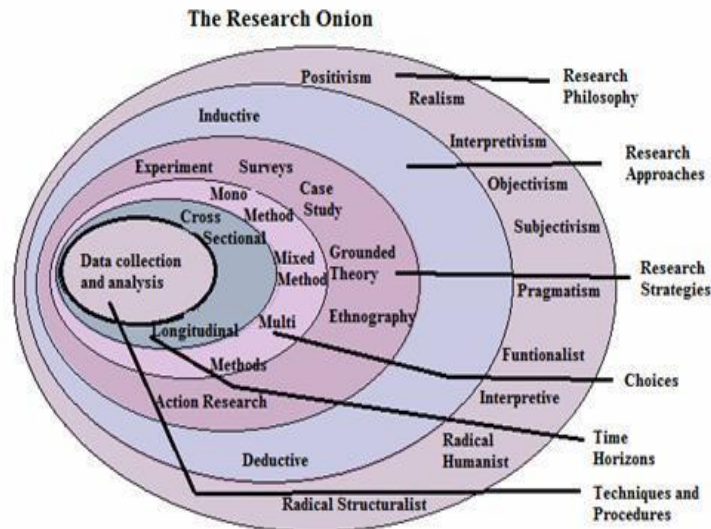 The Research Onion
Positivism
Research
Philosophy
Realism
Inductive
Interpretivism
Research
Approaches
Experiment
Surveys
Objectivism
Mono
Method
Case
Study
Cross
Sectional
Subjectivism
Data collection
and analysis
Mixed
Method
Grounded
Theory
Research
Strategies
Pragmatism
Ethnography
Longitudinal
Multi
Methods
Funtionalist
Choices
Action Research
Interpretive
Radical
Humanist
Time
Horizons
Deductive
Radical Structuralist
Techniques and
Procedures